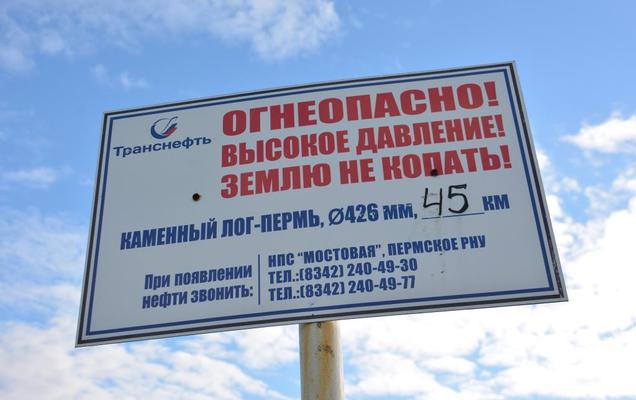 Транснефть
ОГНЕОПАСНО!
ВЫСОКОЕ ДАВЛЕНИЕ!
ЗЕМЛЮ НЕ КОПАТЬ!
КАМЕННЫЙ ЛОГ-ПЕРМЬ, Ø426 мм, 45 КМ
При появлении
нефти звонить:
НПС "МОСТОВАЯ", ПЕРМСКОЕ РНУ
ТЕЛ.:(8342) 240-49-30
ТЕЛ.:(8342) 240-49-77